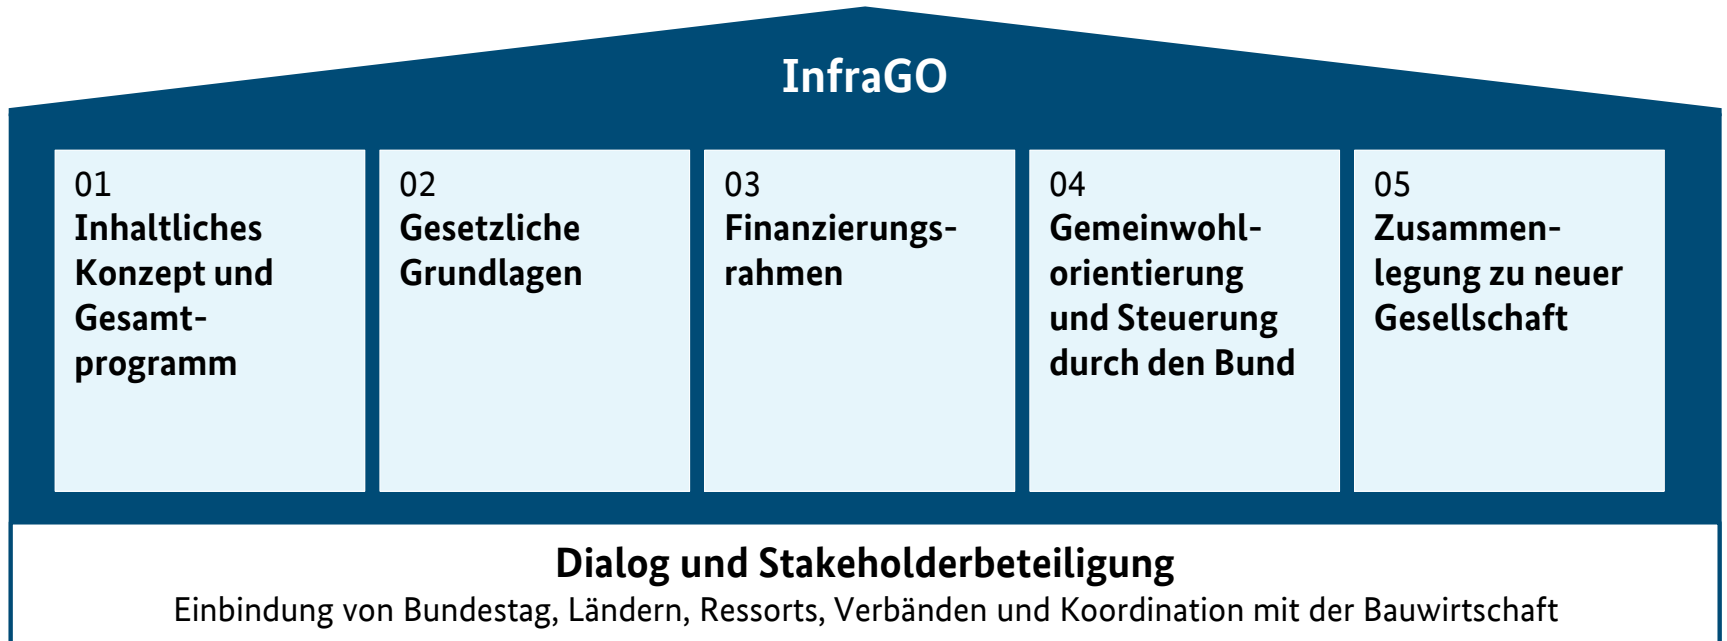 InfraGO
01
Inhaltliches
Konzept und
Gesamt-
programm
02
Gesetzliche
Grundlagen
03
Finanzierungs-
rahmen
04
Gemeinwohl-
orientierung
und Steuerung
durch den Bund
05
Zusammen-
legung zu neuer
Gesellschaft
Dialog und Stakeholderbeteiligung
Einbindung von Bundestag, Ländern, Ressorts, Verbänden und Koordination mit der Bauwirtschaft